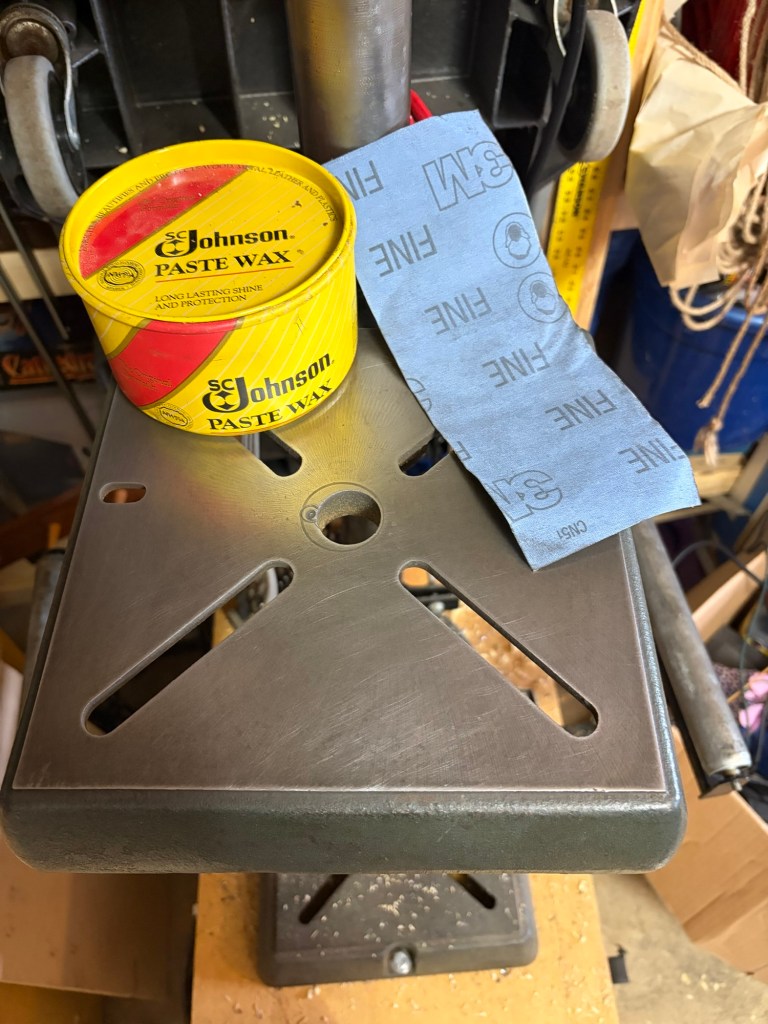 SC
Johnson.
PASTE WAX
LONG LASTING SHINE
AND PROTECTION
SC
Johnson.
PASTE WAX
3M
FINE
FINE
FINE
FINE
FINE
FINE
3M
CN51